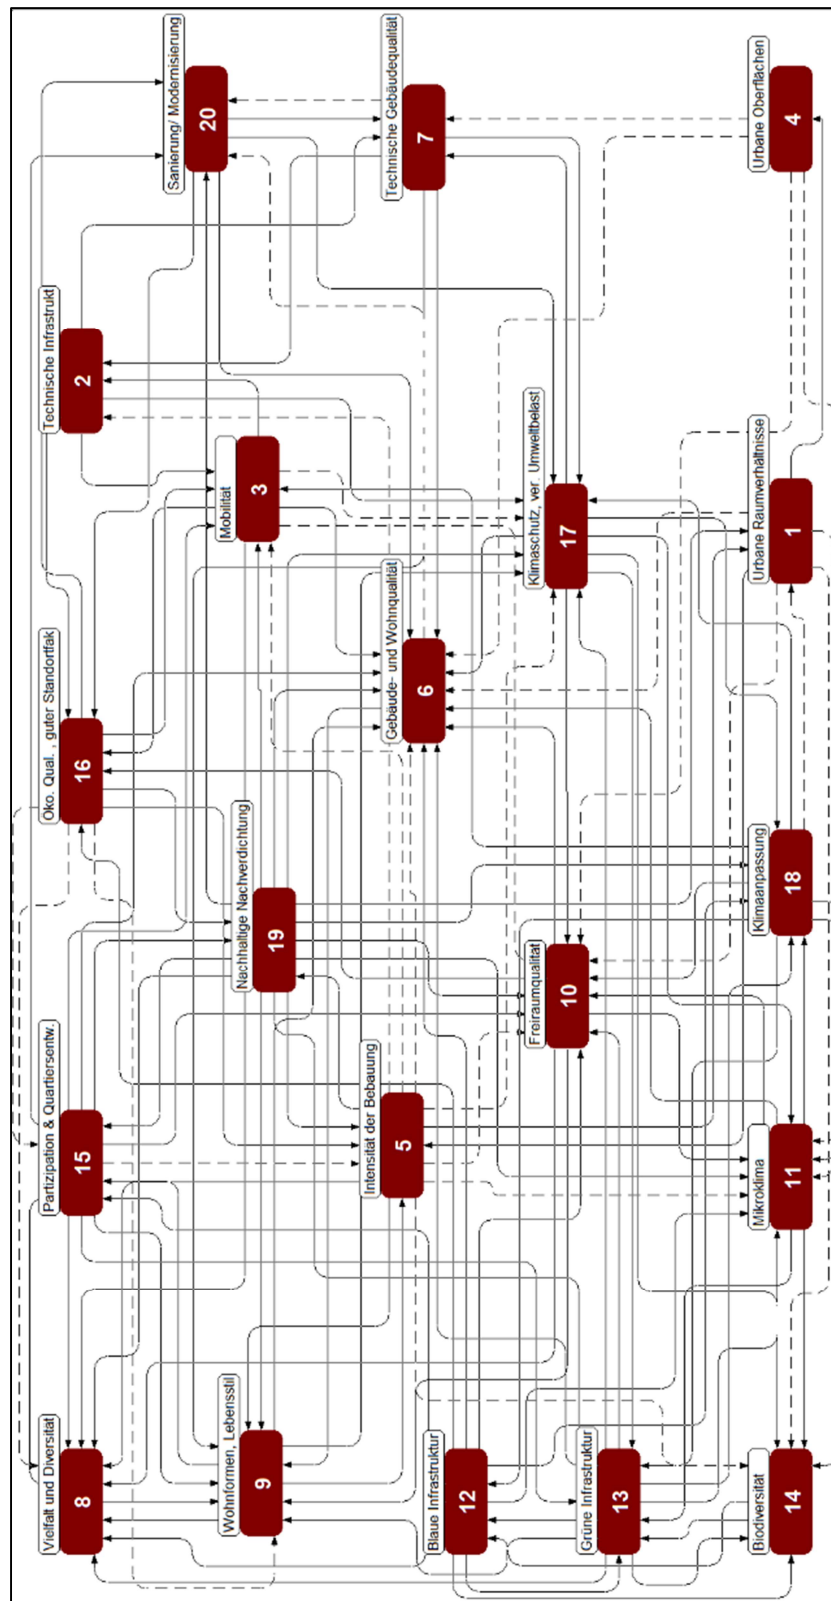 Vielfalt und Diversität
8
Partizipation & Quartiersentw.
15
Öko. Qual. , guter Standortfak
16
Technische Infrastrukt
2
Sanierung/ Modernisierung
20
Wohnformen, Lebensstil
9
Nachhaltige Nachverdichtung
19
Mobilität
3
Intensität der Bebauung
5
Gebäude- und Wohnqualität
6
Technische Gebäudequalität
7
Blaue Infrastruktur
12
Freiraumqualität
10
Klimaschutz, ver. Umweltbelast
17
Grüne Infrastruktur
13
Biodiversität
14
Mikroklima
11
Klimaanpassung
18
Urbane Raumverhältnisse
1
Urbane Oberflächen
4